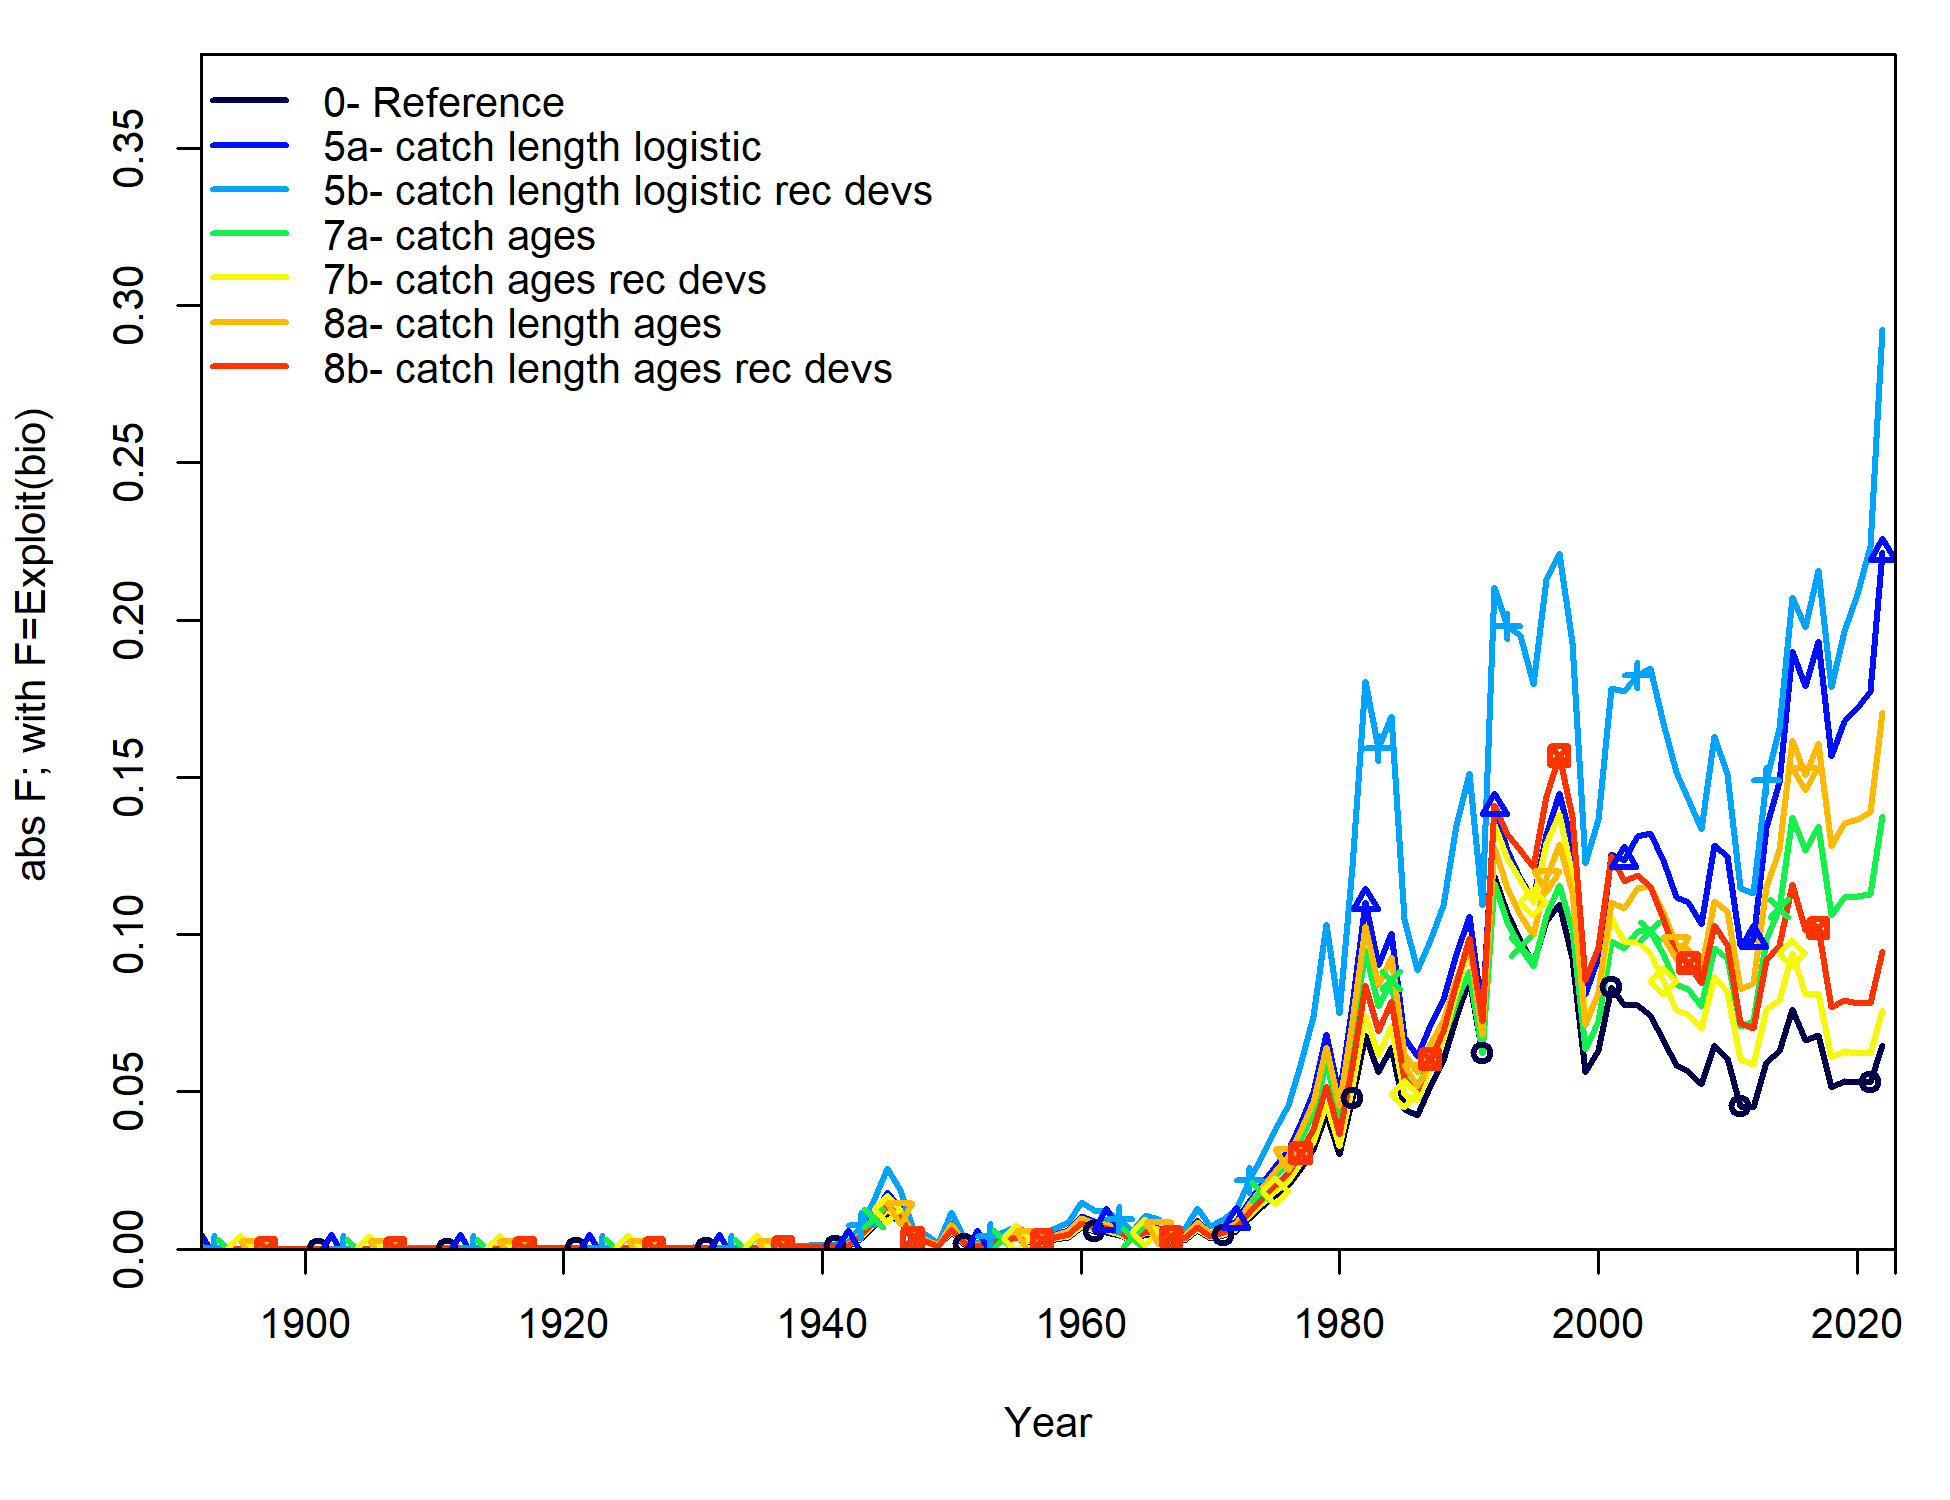 0- Reference
5a- catch length logistic
5b- catch length logistic rec devs
7a- catch ages
7b- catch ages rec devs
8a- catch length ages
8b- catch length ages rec devs
abs F; with F=Exploit(bio)
0.35
0.30
0.25
0.20
0.15
0.10
0.05
0.00
1900 1920 1940 1960 1980 2000 2020
Year